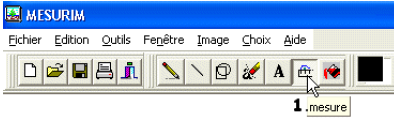 MESURIM
Fichier Edition Outils Fenêtre Image Choix Aide
A
1.mesure